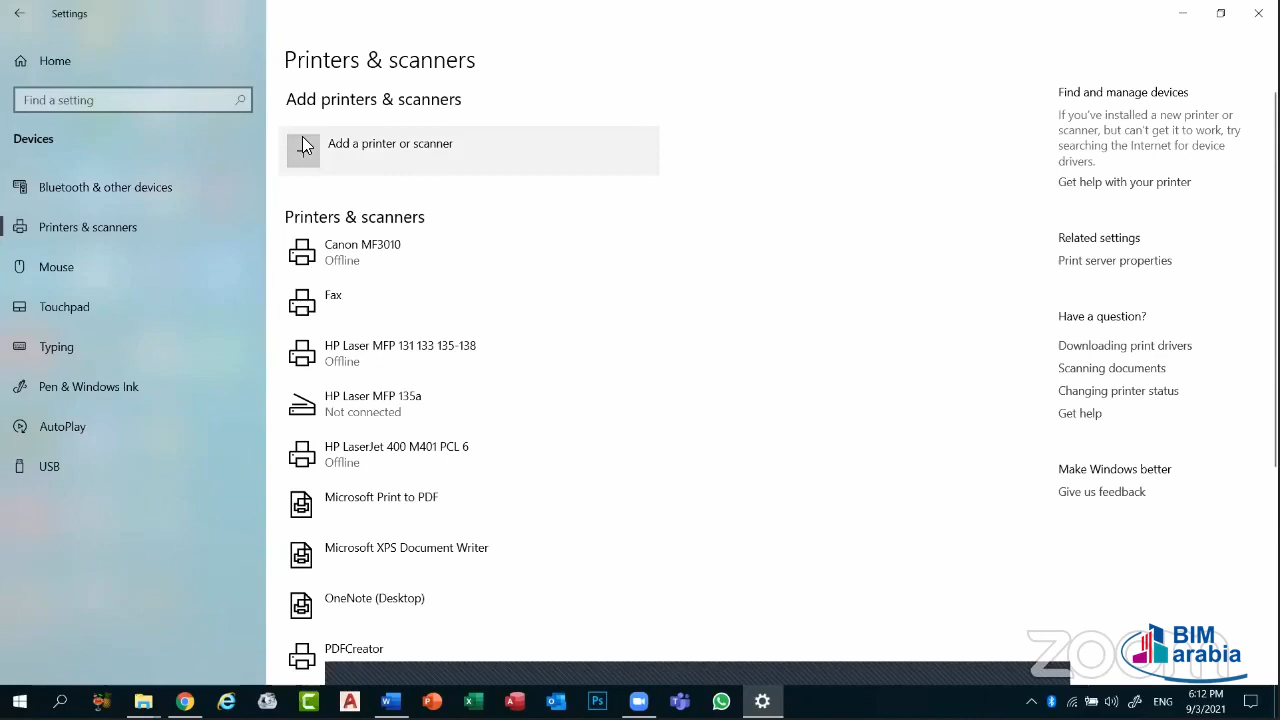 Settings
Home
Find a setting
Devices
Bluetooth & other devices
Printers & scanners
Mouse
Touchpad
Typing
Pen & Windows Ink
AutoPlay
USB
Printers & scanners
Add printers & scanners
Add a printer or scanner
Printers & scanners
Canon MF3010
Offline
Fax
HP Laser MFP 131 133 135-138
Offline
HP Laser MFP 135a
Not connected
HP LaserJet 400 M401 PCL 6
Offline
Microsoft Print to PDF
Microsoft XPS Document Writer
OneNote (Desktop)
PDFCreator
Find and manage devices
If you've installed a new printer or
scanner, but can't get it to work, try
searching the Internet for device
drivers.
Get help with your printer
Related settings
Print server properties
Have a question?
Downloading print drivers
Scanning documents
Changing printer status
Get help
Make Windows better
Give us feedback
zoom
BIM
arabia
ENG
6:12 PM
9/3/2021